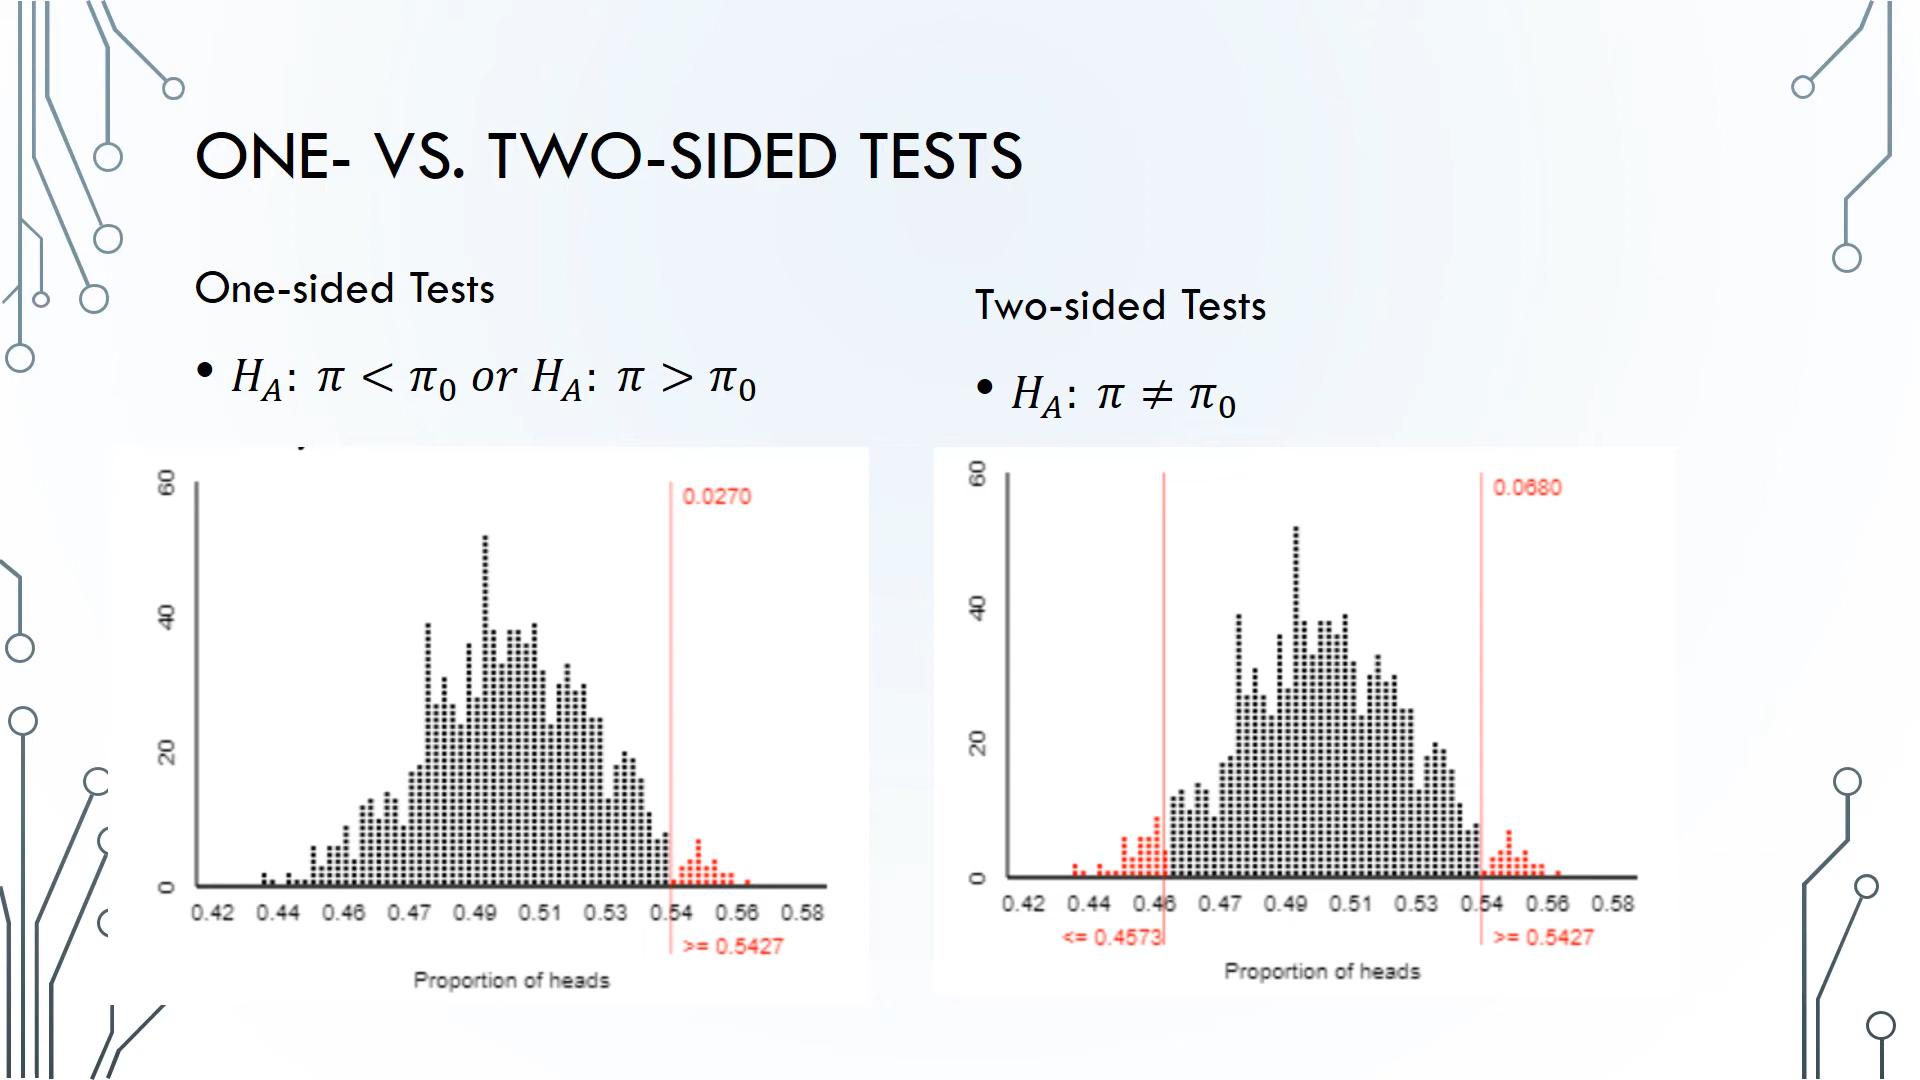 ONE- VS. TWO-SIDED TESTS
One-sided Tests
• H_A: π < π_0 or H_A: π > π_0
60
40
20
0
0.0270
0.42 0.44 0.46 0.47 0.49 0.51 0.53 0.54 0.56 0.58
>= 0.5427
Proportion of heads
Two-sided Tests
• H_A: π ≠ π_0
60
40
20
0
0.0680
0.42 0.44 0.46 0.47 0.49 0.51 0.53 0.54 0.56 0.58
<= 0.4573 >= 0.5427
Proportion of heads